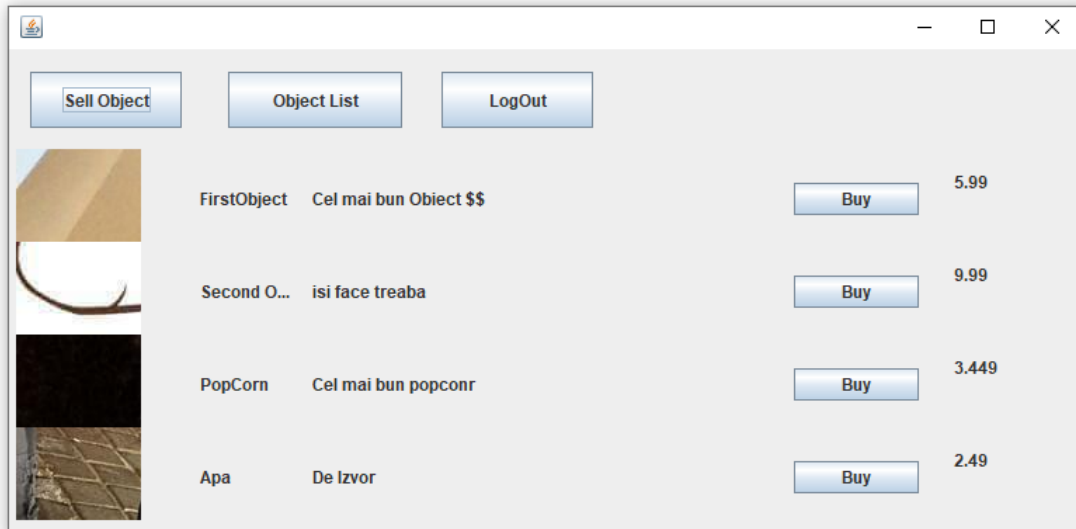 Sell Object Object List LogOut
FirstObject Cel mai bun Obiect $$ Buy 5.99
Second O... isi face treaba Buy 9.99
PopCorn Cel mai bun popconr Buy 3.449
Apa De Izvor Buy 2.49